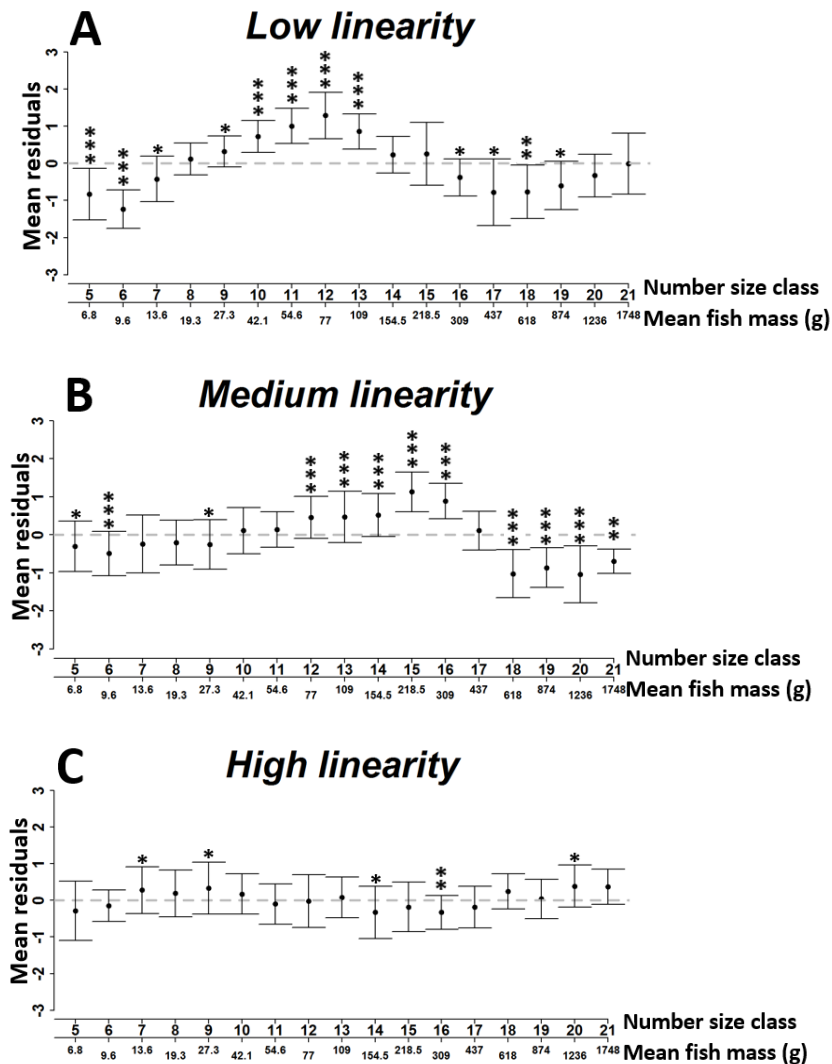 A
Low linearity
Mean residuals
3
2
1
0
-1
-2
-3
*** *** * * *** *** *** *** * * ** *
5 6 7 8 9 10 11 12 13 14 15 16 17 18 19 20 21 Number size class
6.8 9.6 13.6 19.3 27.3 42.1 54.6 77 109 154.5 218.5 309 437 618 874 1236 1748 Mean fish mass (g)
B
Medium linearity
Mean residuals
3
2
1
0
-1
-2
-3
* *** * *** *** *** *** *** *** *** *** **
5 6 7 8 9 10 11 12 13 14 15 16 17 18 19 20 21 Number size class
6.8 9.6 13.6 19.3 27.3 42.1 54.6 77 109 154.5 218.5 309 437 618 874 1236 1748 Mean fish mass (g)
C
High linearity
Mean residuals
3
2
1
0
-1
-2
-3
* * * ** *
5 6 7 8 9 10 11 12 13 14 15 16 17 18 19 20 21 Number size class
6.8 9.6 13.6 19.3 27.3 42.1 54.6 77 109 154.5 218.5 309 437 618 874 1236 1748 Mean fish mass (g)